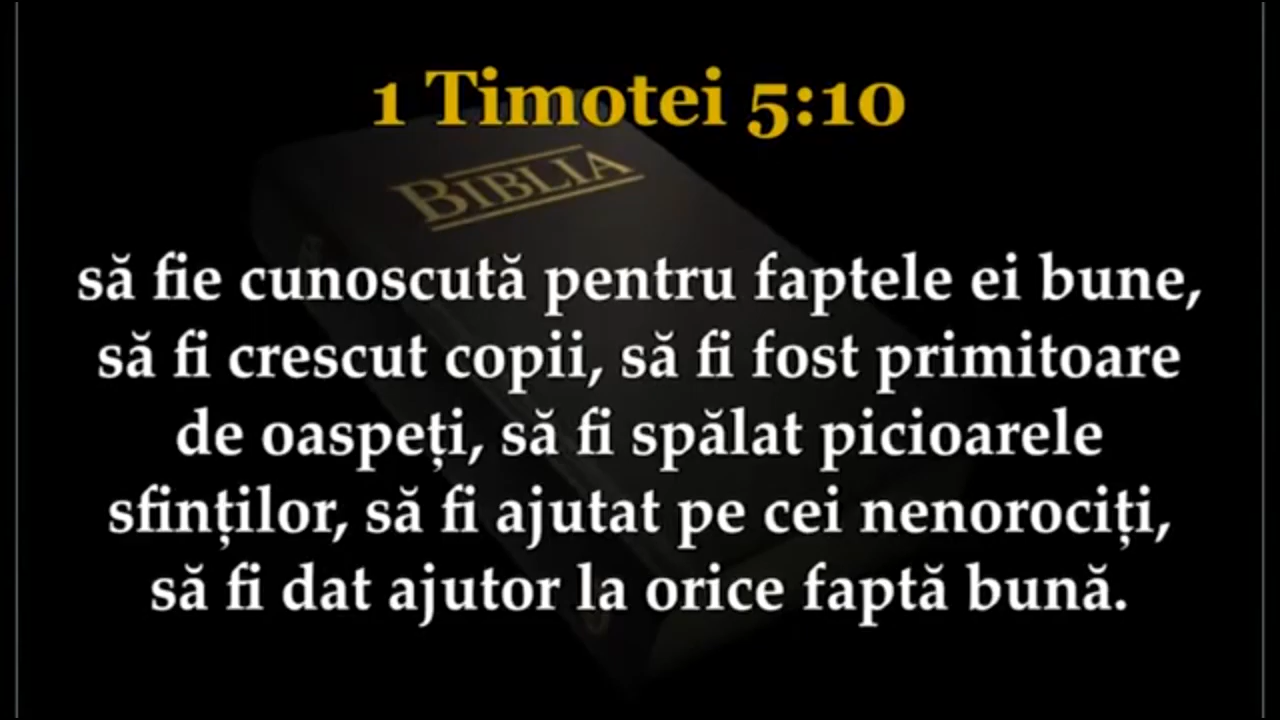 1 Timotei 5:10
BIBLIA
să fie cunoscută pentru faptele ei bune,
să fi crescut copii, să fi fost primitoare
de oaspeți, să fi spălat picioarele
sfinților, să fi ajutat pe cei nenorociți,
să fi dat ajutor la orice faptă bună.